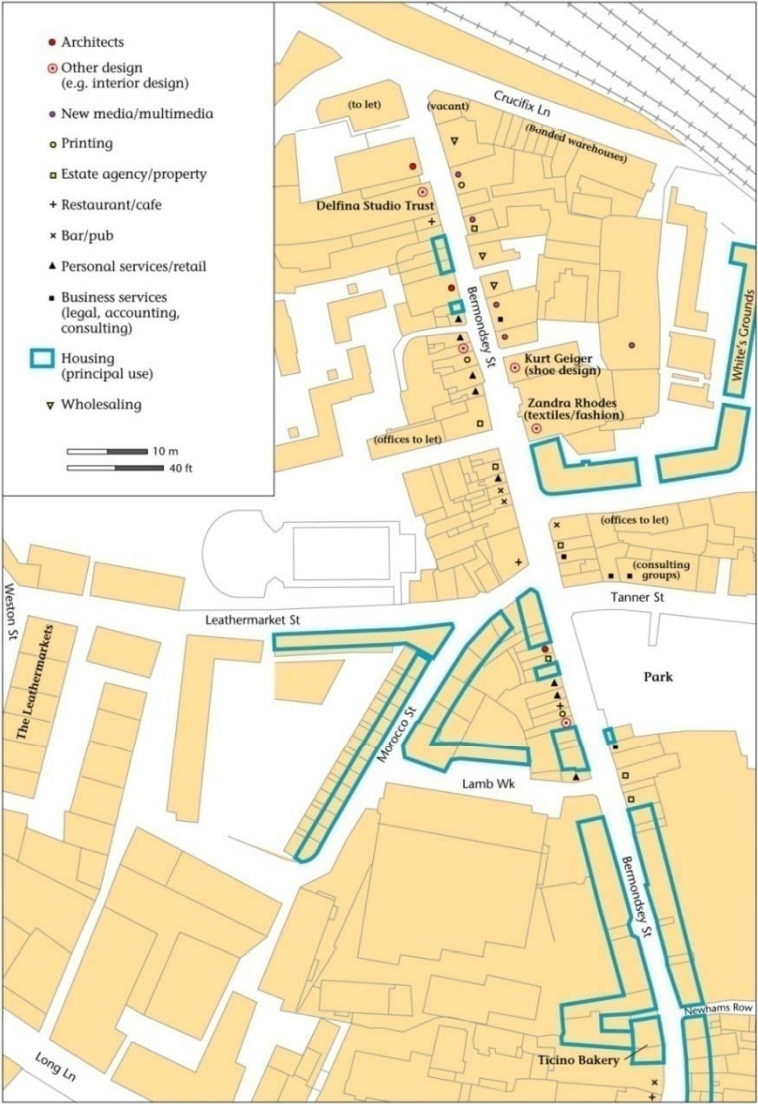 Architects
Other design
(e.g. interior design)
New media/multimedia
Printing
Estate agency/property
Restaurant/cafe
Bar/pub
Personal services/retail
Business services
(legal, accounting,
consulting)
Housing
(principal use)
Wholesaling
10 m
40 ft
(to let)
(vacant)
Crucifix Ln
(Bonded warehouses)
Delfina Studio Trust
Bermondsey St
White's Grounds
Kurt Geiger
(shoe design)
Zandra Rhodes
(textiles/fashion)
(offices to let)
(offices to let)
(consulting
groups)
Weston St
Leathermarket St
Tanner St
The Leathermarkets
Park
Morocco St
Lamb Wk
Bermondsey St
Newhams Row
Ticino Bakery
Long Ln